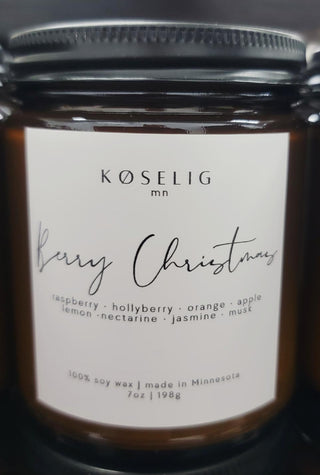 KØSELIG
mn
Berry Christmas
raspberry · hollyberry · orange · apple
lemon · nectarine · jasmine · musk
100% soy wax | made in Minnesota
7oz | 198g